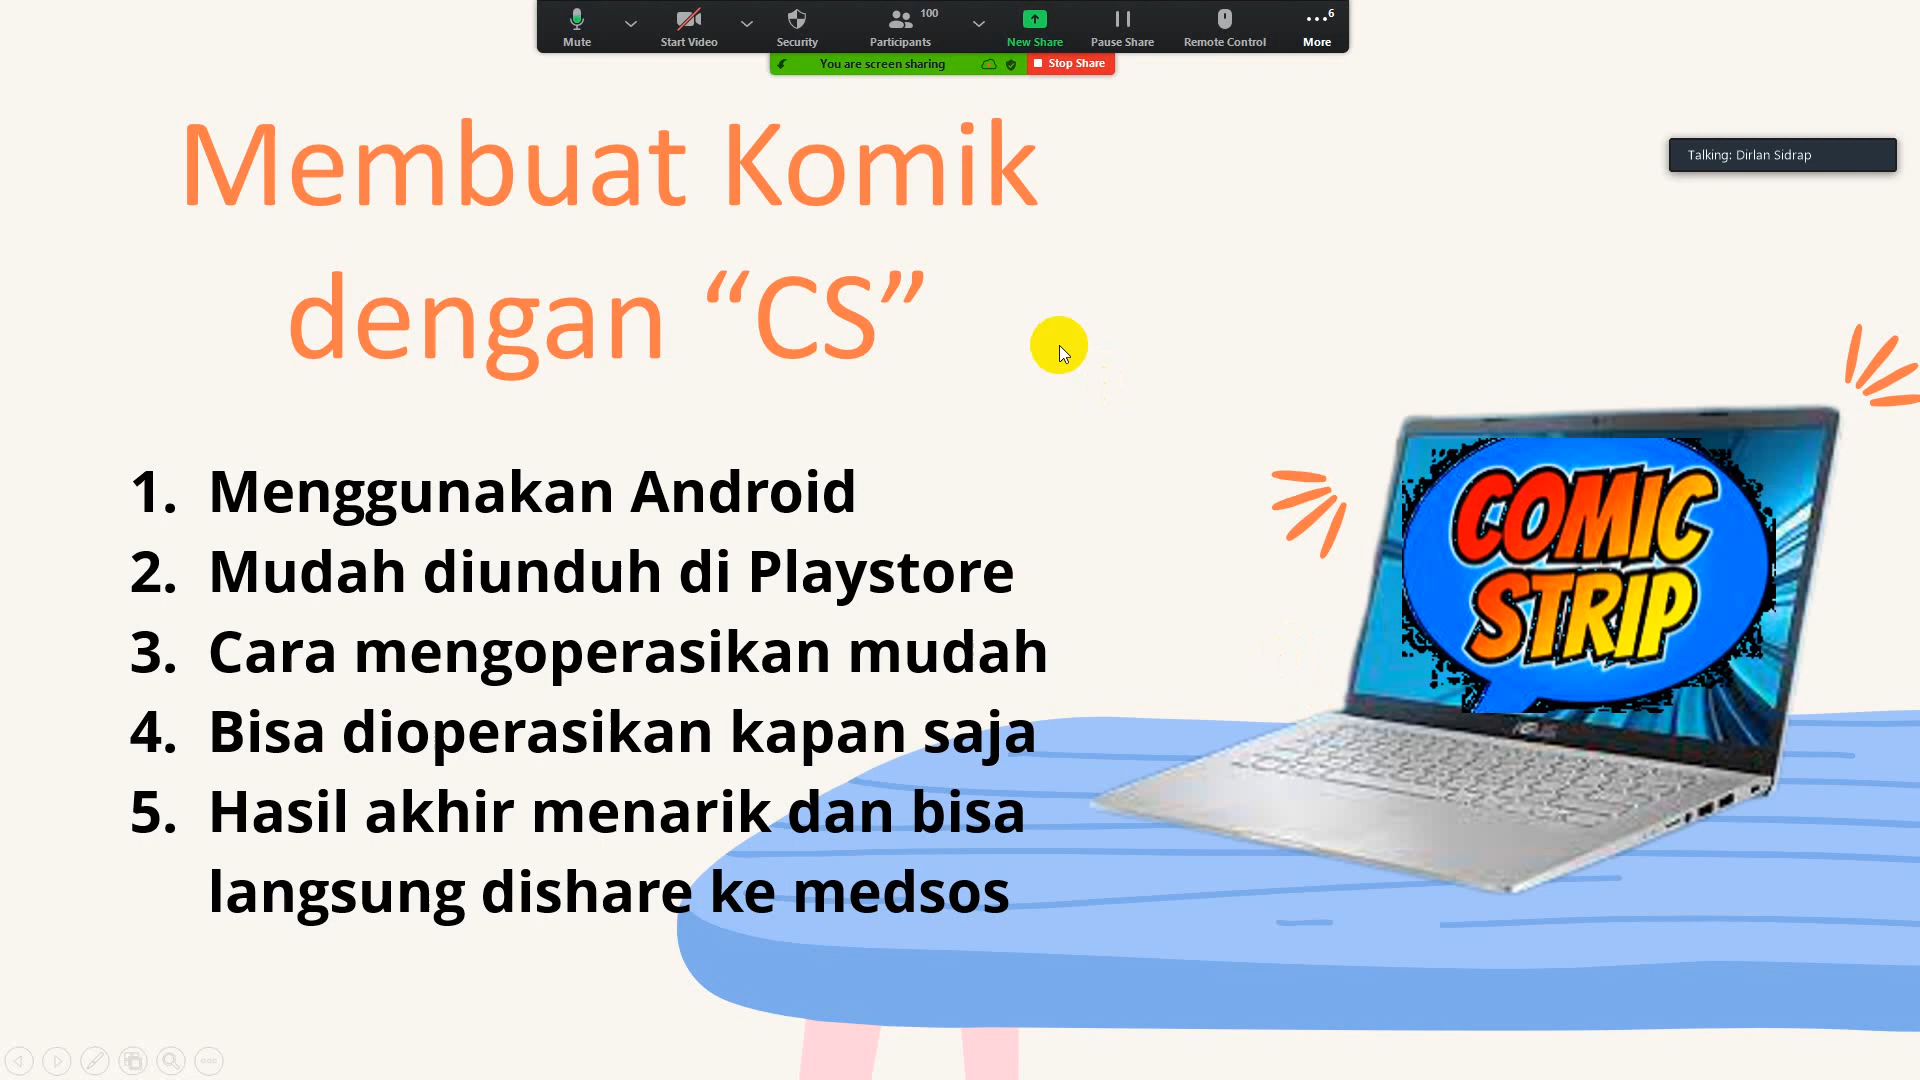 100
6
Mute
Start Video
Security
Participants
New Share
Pause Share
Remote Control
More
You are screen sharing
Stop Share
Talking: Dirlan Sidrap
Membuat Komik
dengan “CS”
1. Menggunakan Android
2. Mudah diunduh di Playstore
3. Cara mengoperasikan mudah
4. Bisa dioperasikan kapan saja
5. Hasil akhir menarik dan bisa
langsung dishare ke medsos
COMIC
STRIP